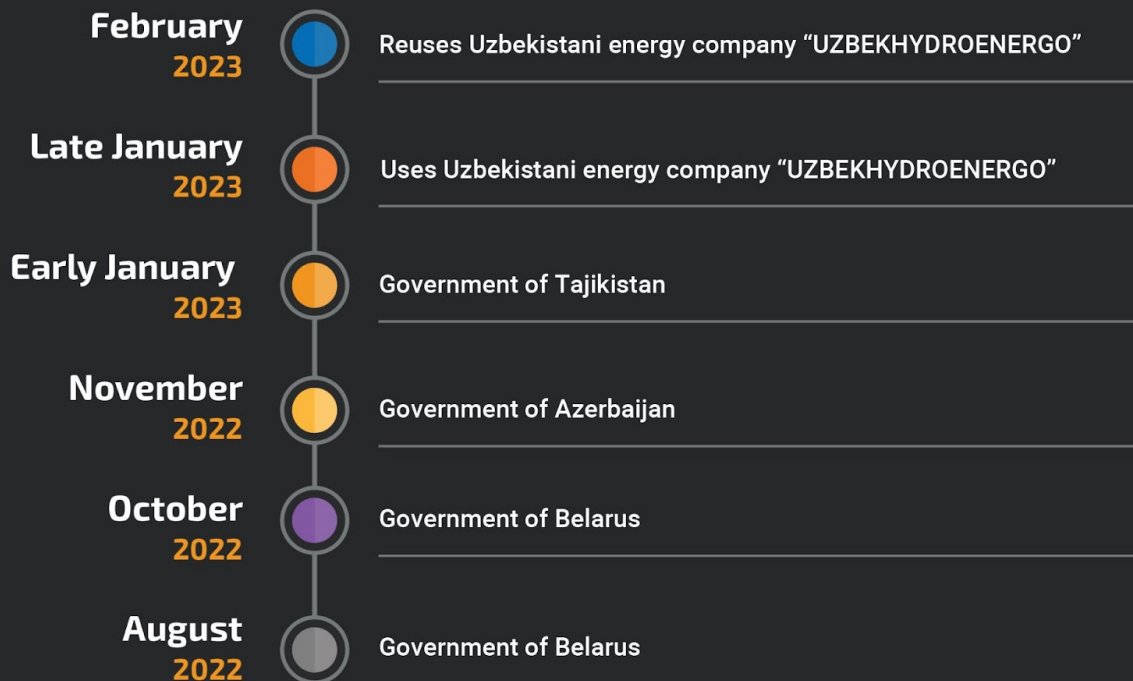 February
2023
Reuses Uzbekistani energy company “UZBEKHYDROENERGO”
Late January
2023
Uses Uzbekistani energy company “UZBEKHYDROENERGO”
Early January
2023
Government of Tajikistan
November
2022
Government of Azerbaijan
October
2022
Government of Belarus
August
2022
Government of Belarus